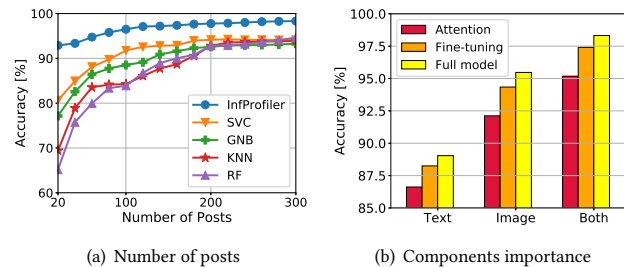 100
90
80
70
60
Accuracy [%]
InfProfiler
SVC
GNB
KNN
RF
20
100
200
300
Number of Posts
(a) Number of posts
100.0
97.5
95.0
92.5
90.0
87.5
85.0
Accuracy [%]
Attention
Fine-tuning
Full model
Text
Image
Both
(b) Components importance